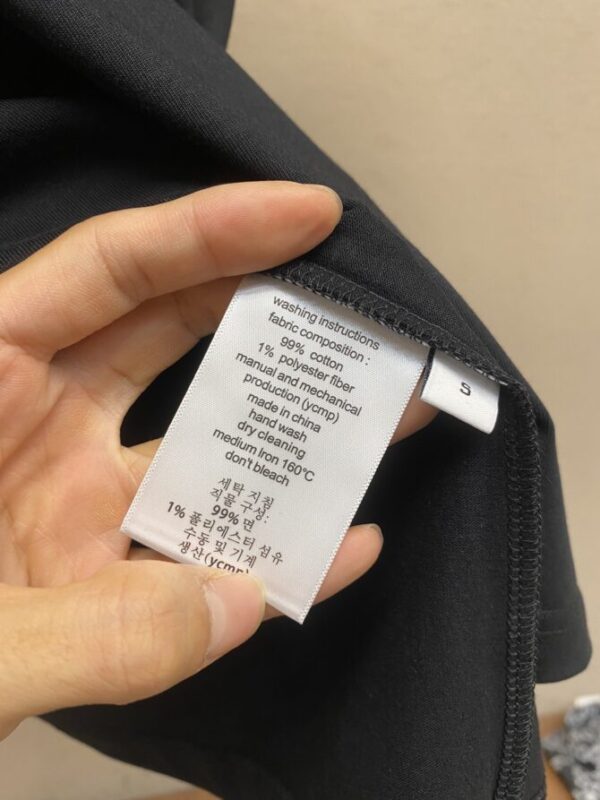 washing instructions
fabric composition :
99% cotton
1% polyester fiber
manual and mechanical
production (ycmp)
made in china
hand wash
dry cleaning
medium Iron 160°C
don't bleach
세탁 지침
직물 구성:
99% 면
1% 폴리에스터 섬유
수동 및 기계
생산(ycmp)
S